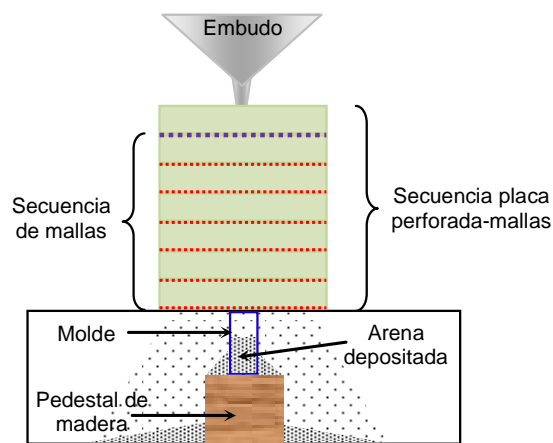 Embudo
Secuencia
de mallas
Secuencia placa
perforada-mallas
Molde
Arena
depositada
Pedestal de
madera